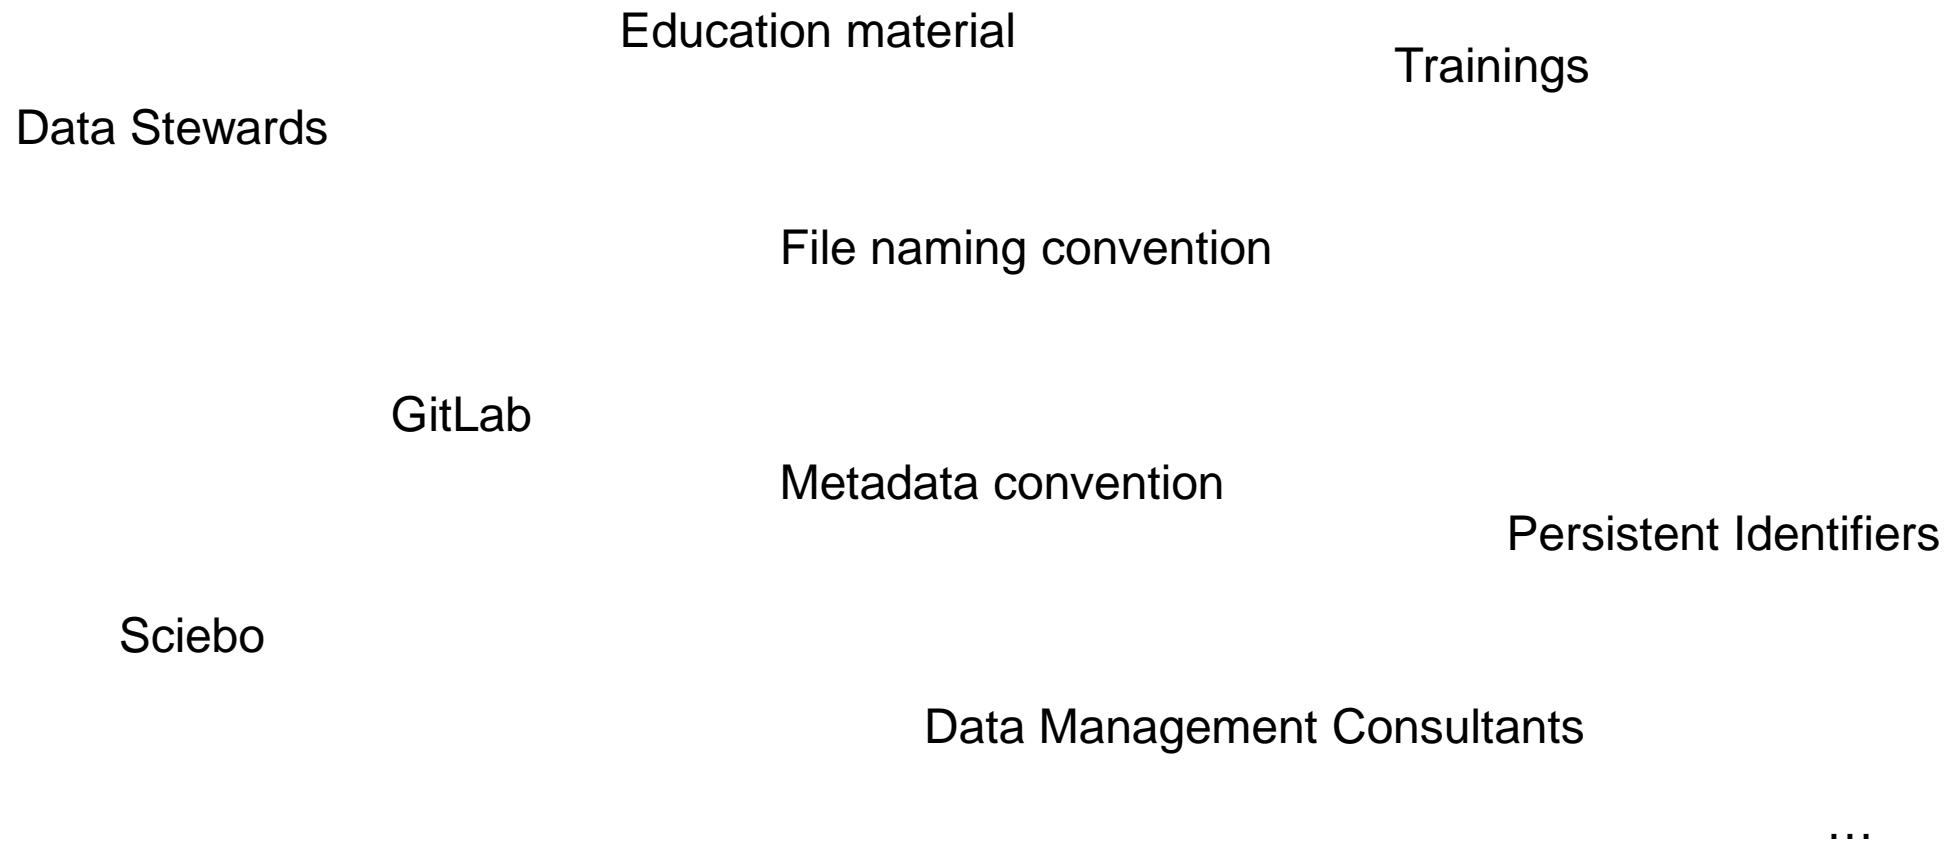 Education material
Trainings
Data Stewards
File naming convention
GitLab
Metadata convention
Persistent Identifiers
Sciebo
Data Management Consultants
…